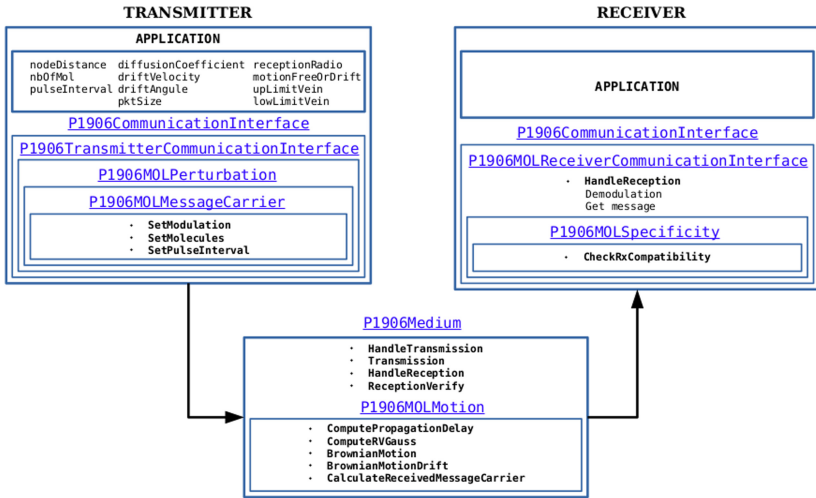 TRANSMITTER
APPLICATION
nodeDistance diffusionCoefficient receptionRadio
nbOfMol driftVelocity motionFreeOrDrift
pulseInterval driftAngule upLimitVein
pktSize lowLimitVein
P1906CommunicationInterface
P1906TransmitterCommunicationInterface
P1906MOLPerturbation
P1906MOLMessageCarrier
· SetModulation
· SetMolecules
· SetPulseInterval
RECEIVER
APPLICATION
P1906CommunicationInterface
P1906MOLReceiverCommunicationInterface
· HandleReception
Demodulation
Get message
P1906MOLSpecificity
· CheckRxCompatibility
P1906Medium
· HandleTransmission
· Transmission
· HandleReception
· ReceptionVerify
P1906MOLMotion
· ComputePropagationDelay
· ComputeRVGauss
· BrownianMotion
· BrownianMotionDrift
· CalculateReceivedMessageCarrier